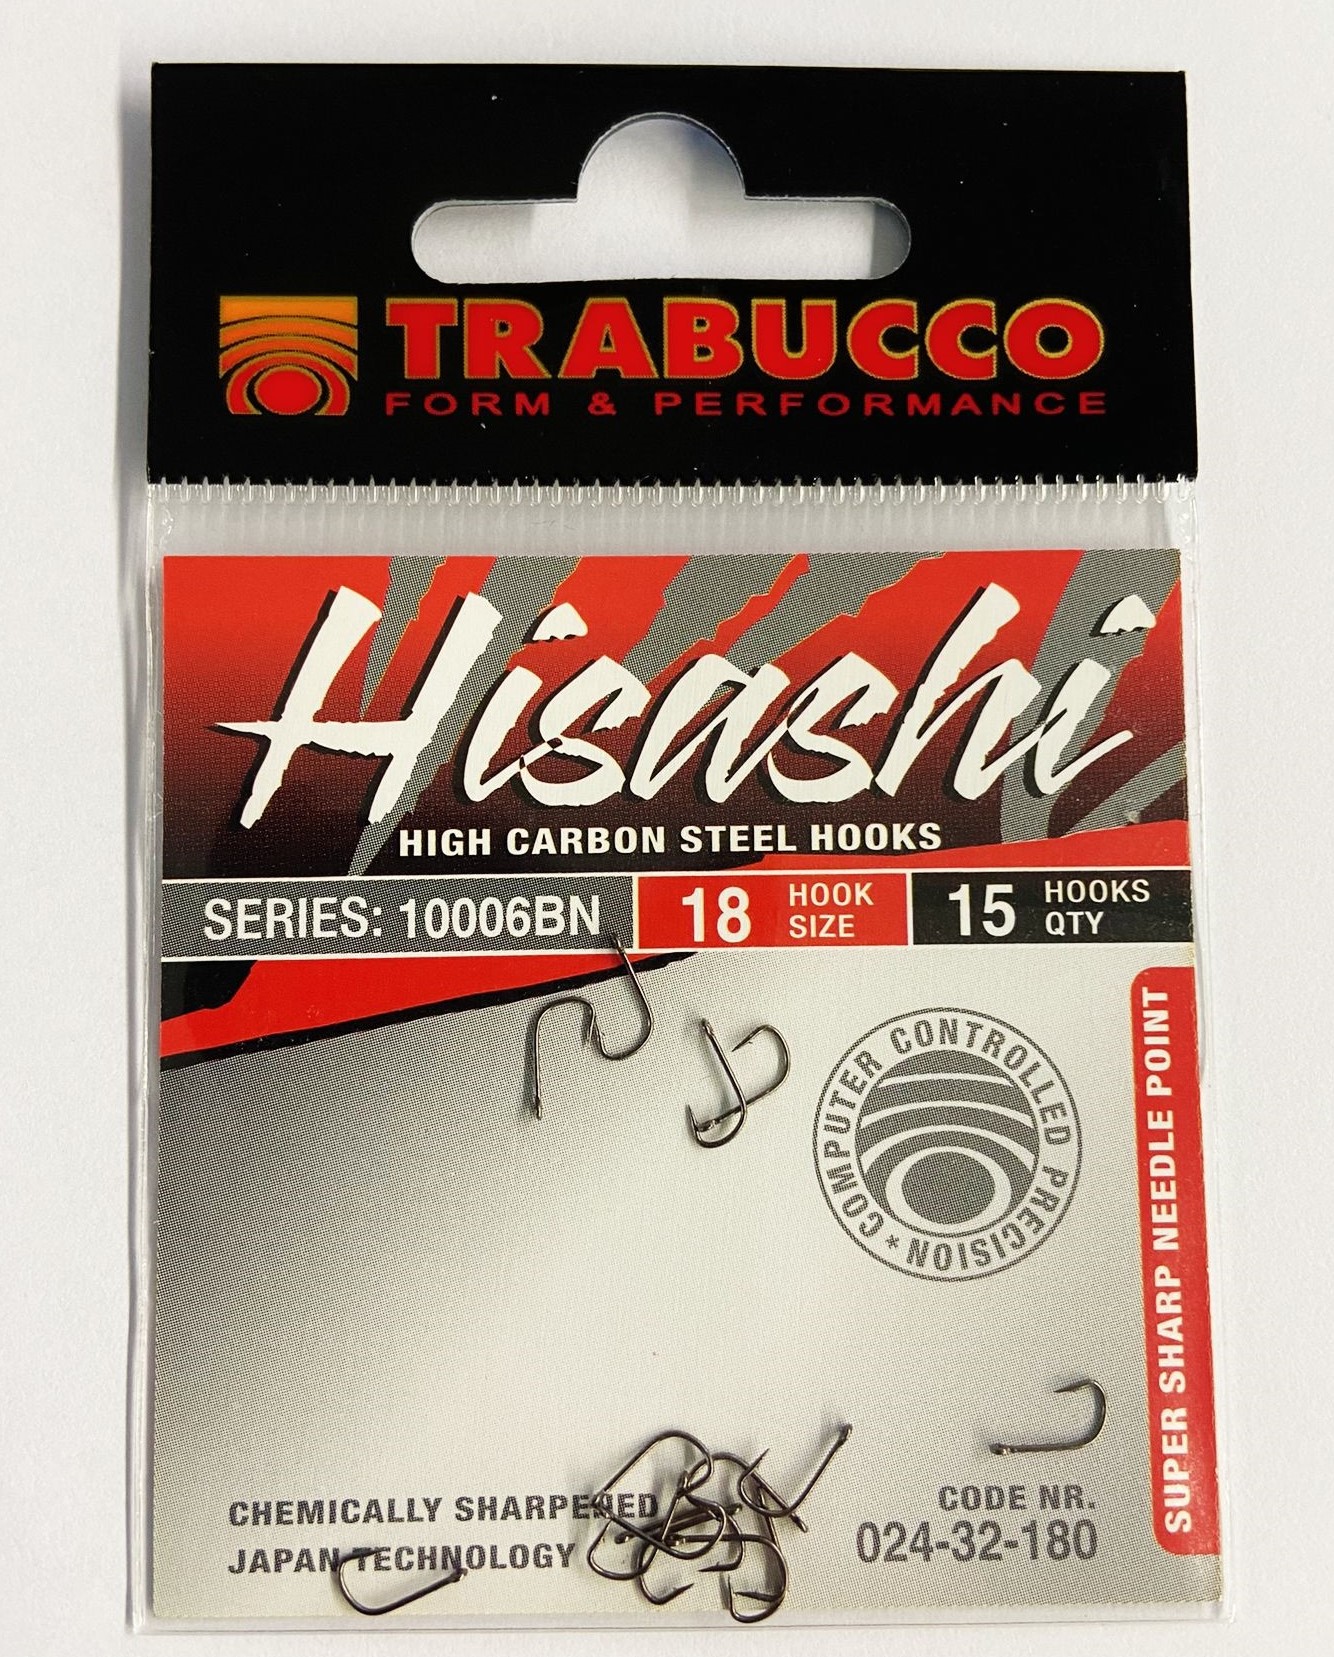 TRABUCCO
FORM & PERFORMANCE
Hisashi
HIGH CARBON STEEL HOOKS
SERIES: 10006BN
18 HOOK SIZE
15 HOOKS QTY
COMPUTER CONTROLLED PRECISION *
SUPER SHARP NEEDLE POINT
CHEMICALLY SHARPENED
JAPAN TECHNOLOGY
CODE NR.
024-32-180